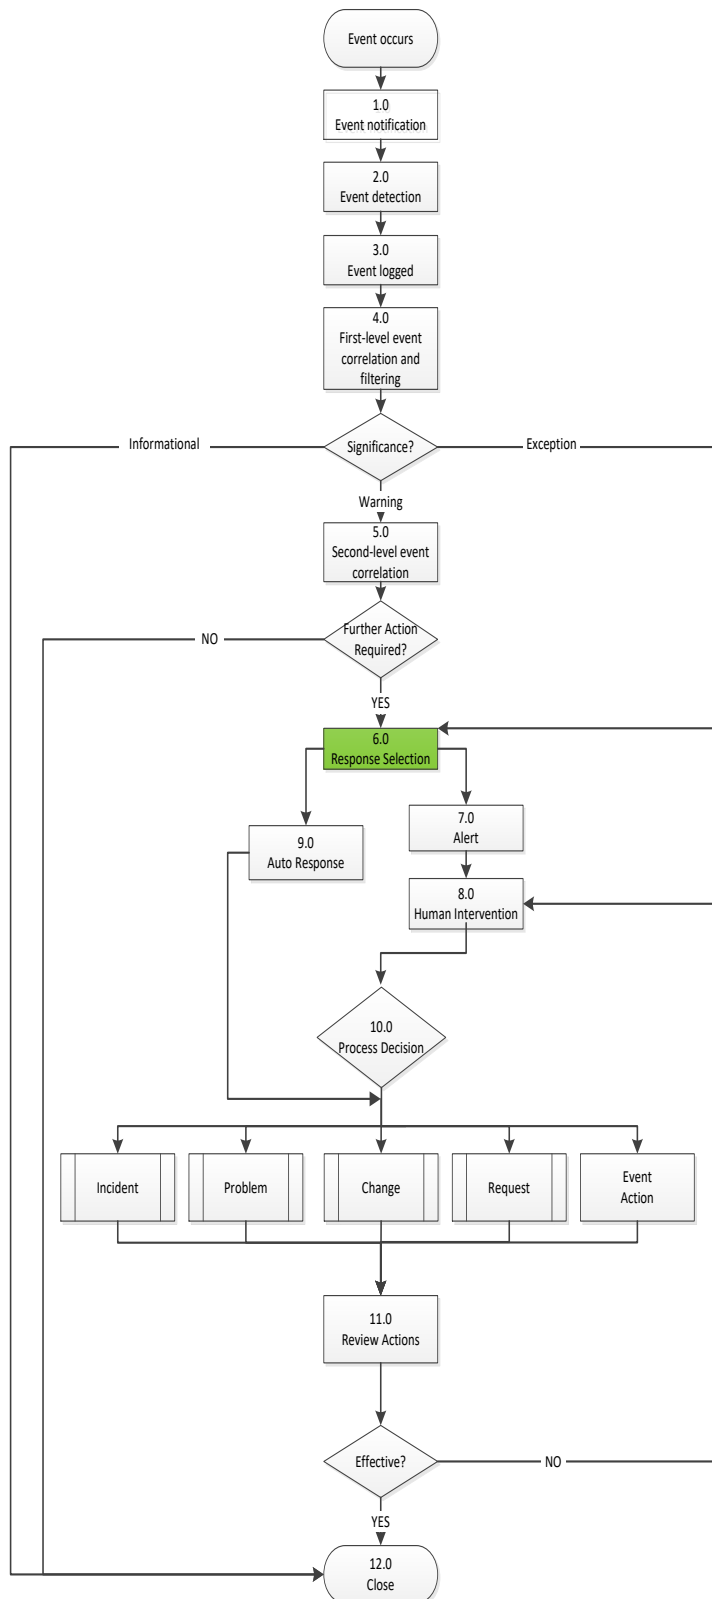 Event occurs
1.0
Event notification
2.0
Event detection
3.0
Event logged
4.0
First-level event
correlation and
filtering
Informational
Significance?
Exception
Warning
5.0
Second-level event
correlation
NO
Further Action
Required?
YES
6.0
Response Selection
7.0
Alert
9.0
Auto Response
8.0
Human Intervention
10.0
Process Decision
Incident
Problem
Change
Request
Event
Action
11.0
Review Actions
Effective?
NO
YES
12.0
Close